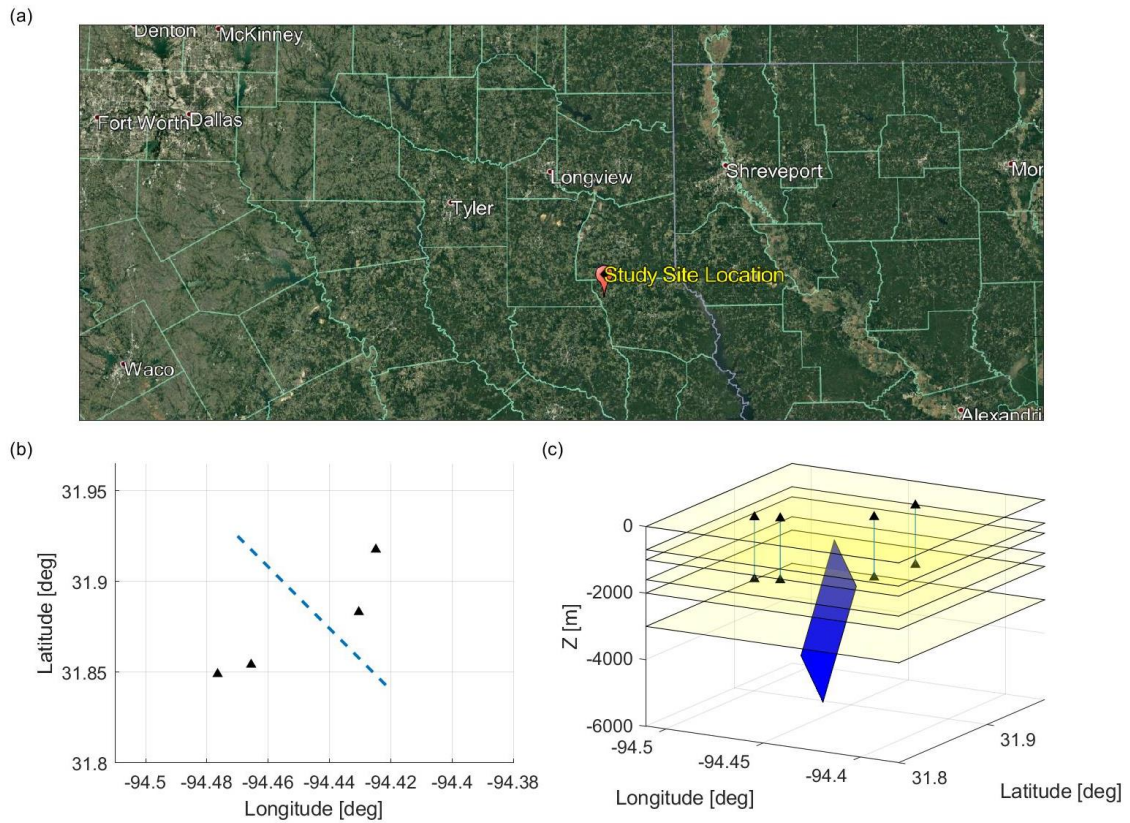 (a)
Denton McKinney
Fort Worth Dallas
Longview
Shreveport
Mon
Tyler
Study Site Location
Waco
Alexandri
(b)
31.95
31.9
31.85
31.8
Latitude [deg]
-94.5 -94.48 -94.46 -94.44 -94.42 -94.4 -94.38
Longitude [deg]
(c)
0
-2000
-4000
-6000
Z [m]
-94.5
-94.45
-94.4
Longitude [deg]
31.8
31.9
Latitude [deg]